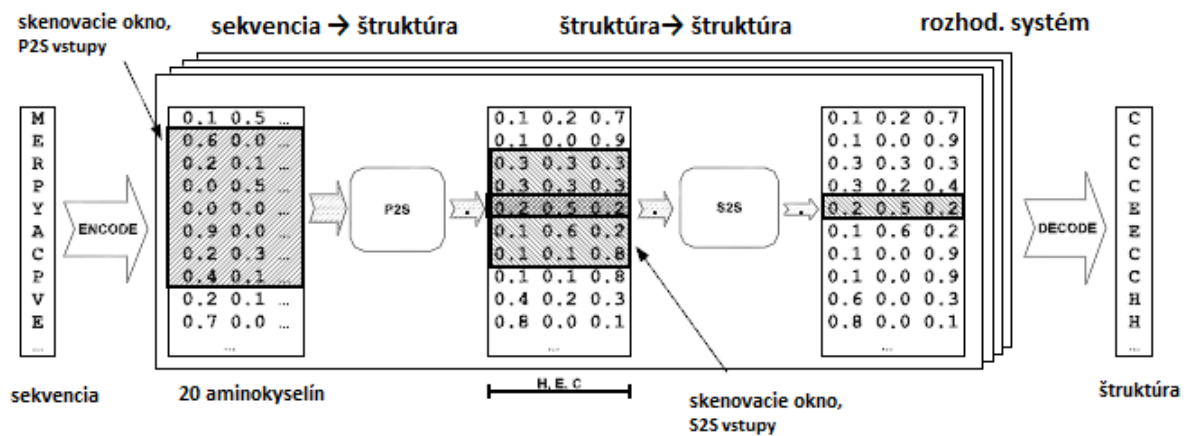 skenovacie okno,
P2S vstupy
sekvencia → štruktúra
štruktúra → štruktúra
rozhod. systém
M
E
R
P
Y
A
C
P
V
E
...
sekvencia
ENCODE
0.1 0.5 ...
0.6 0.0 ...
0.2 0.1 ...
0.0 0.5 ...
0.0 0.0 ...
0.9 0.0 ...
0.2 0.3 ...
0.4 0.1 ...
0.2 0.1 ...
0.7 0.0 ...
...
20 aminokyselín
P2S
0.1 0.2 0.7
0.1 0.0 0.9
0.3 0.3 0.3
0.3 0.3 0.3
0.2 0.5 0.2
0.1 0.6 0.2
0.1 0.1 0.8
0.1 0.1 0.8
0.4 0.2 0.3
0.8 0.0 0.1
...
H, E, C
S2S
skenovacie okno,
S2S vstupy
0.1 0.2 0.7
0.1 0.0 0.9
0.3 0.3 0.3
0.3 0.2 0.4
0.2 0.5 0.2
0.1 0.6 0.2
0.1 0.0 0.9
0.1 0.0 0.9
0.6 0.0 0.3
0.8 0.0 0.1
...
DECODE
C
C
C
C
E
E
C
C
H
H
...
štruktúra